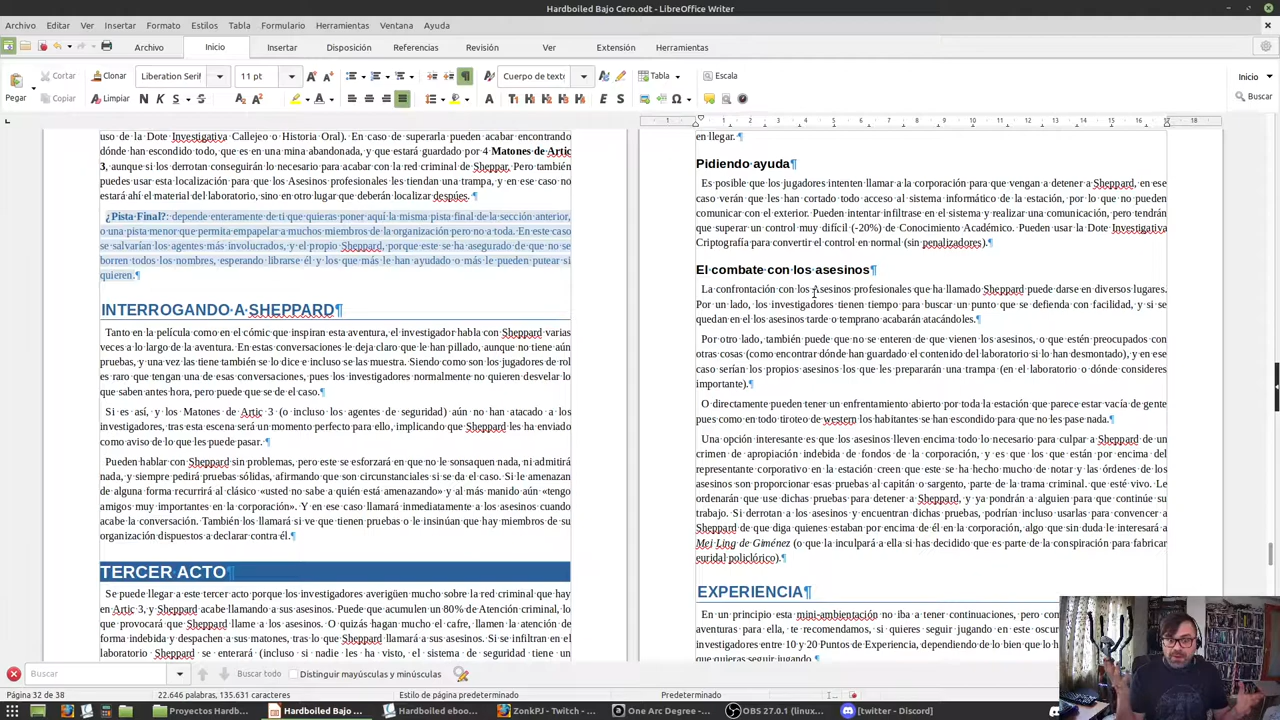 Hardboiled Bajo Cero.odt - LibreOffice Writer
Archivo Editar Ver Insertar Formato Estilos Tabla Formulario Herramientas Ventana Ayuda
Archivo Inicio Insertar Disposición Referencias Revisión Ver Extensión Herramientas
Pegar Cortar Copiar Clonar Limpiar Liberation Serif 11 pt Cuerpo de texto Tabla Escala Inicio Buscar
uso de la Dote Investigativa Callejeo o Historia Oral). En caso de superarla pueden acabar encontrando
dónde han escondido todo, que es en una mina abandonada, y que estará guardado por 4 Matones de Artic
3, aunque si los derrotan conseguirán lo necesario para acabar con la red criminal de Sheppar. Pero también
puedes usar esta localización para que los Asesinos profesionales les tiendan una trampa, y en ese caso no
estará ahí el material del laboratorio, sino en otro lugar que deberán localizar despúes. ¶
¿Pista Final?: depende enteramente de ti que quieras poner aquí la misma pista final de la sección anterior,
o una pista menor que permita empapelar a muchos miembros de la organización pero no a toda. En este caso
se salvarían los agentes más involucrados, y el propio Sheppard, porque este se ha asegurado de que no se
borren todos los nombres, esperando librarse él y los que más le han ayudado o más le pueden putear si
quieren.¶
INTERROGANDO A SHEPPARD¶
Tanto en la película como en el cómic que inspiran esta aventura, el investigador habla con Sheppard varias
veces a lo largo de la aventura. En estas conversaciones le deja claro que le han pillado, aunque no tiene aún
pruebas, y una vez las tiene también se lo dice e incluso se las muestra. Siendo como son los jugadores de rol
es raro que tengan una de esas conversaciones, pues los investigadores normalmente no quieren desvelar lo
que saben antes hora, pero puede que se de el caso.¶
Si es así, y los Matones de Artic 3 (o incluso los agentes de seguridad) aún no han atacado a los
investigadores, tras esta escena será un momento perfecto para ello, implicando que Sheppard les ha enviado
como aviso de lo que les puede pasar. ¶
Pueden hablar con Sheppard sin problemas, pero este se esforzará en que no le sonsaquen nada, ni admitirá
nada, y siempre pedirá pruebas sólidas, afirmando que son circunstanciales si se da el caso. Si le amenazan
de alguna forma recurrirá al clásico «usted no sabe a quién está amenazando» y al más manido aún «tengo
amigos muy importantes en la corporación». Y en ese caso llamará inmediatamente a los asesinos cuando
acabe la conversación. También los llamará si ve que tienen pruebas o le insinúan que hay miembros de su
organización dispuestos a declarar contra él.¶
TERCER ACTO¶
Se puede llegar a este tercer acto porque los investigadores averigüen mucho sobre la red criminal que hay
en Artic 3, y Sheppard acabe llamando a sus asesinos. Puede que acumulen un 80% de Atención criminal, lo
que provocará que Sheppard llame a los asesinos. O quizás hagan mucho el cafre, llamen la atención de
forma indebida y despachen a sus matones, tras lo que Sheppard llamará a sus asesinos. Si se infiltran en el
laboratorio Sheppard se enterará (incluso si nadie les ha visto, el sistema de seguridad tiene un
en llegar. ¶
Pidiendo ayuda¶
Es posible que los jugadores intenten llamar a la corporación para que vengan a detener a Sheppard, en ese
caso verán que les han cortado todo acceso al sistema informático de la estación, por lo que no pueden
comunicar con el exterior. Pueden intentar infiltrase en el sistema y realizar una comunicación, pero tendrán
que superar un control muy difícil (-20%) de Conocimiento Académico. Pueden usar la Dote Investigativa
Criptografía para convertir el control en normal (sin penalizadores).¶
El combate con los asesinos¶
La confrontación con los Asesinos profesionales que ha llamado Sheppard puede darse en diversos lugares.
Por un lado, los investigadores tienen tiempo para buscar un punto que se defienda con facilidad, y si se
quedan en el los asesinos tarde o temprano acabarán atacándoles.¶
Por otro lado, también puede que no se enteren de que vienen los asesinos, o que estén preocupados con
otras cosas (como encontrar dónde han guardado el contenido del laboratorio si lo han desmontado), y en ese
caso serían los propios asesinos los que les prepararán una trampa (en el laboratorio o dónde consideres
importante).¶
O directamente pueden tener un enfrentamiento abierto por toda la estación que parece estar vacía de gente
pues como en todo tiroteo de western los habitantes se han escondido para que no les pase nada.¶
Una opción interesante es que los asesinos lleven encima todo lo necesario para culpar a Sheppard de un
crimen de apropiación indebida de fondos de la corporación, y es que los que están por encima del
representante corporativo en la estación creen que este se ha hecho mucho de notar y las órdenes de los
asesinos son proporcionar esas pruebas al capitán o sargento, parte de la trama criminal. que esté vivo. Le
ordenarán que use dichas pruebas para detener a Sheppard, y ya pondrán a alguien para que continúe su
trabajo. Si derrotan a los asesinos y encuentran dichas pruebas, podrían incluso usarlas para convencer a
Sheppard de que diga quienes estaban por encima de él en la corporación, algo que sin duda le interesará a
Mej Ling de Giménez (o que la inculpará a ella si has decidido que es parte de la conspiración para fabricar
euridal policlórico).¶
EXPERIENCIA¶
En un principio esta mini-ambientación no iba a tener continuaciones, pero
aventuras para ella, te recomendamos, si quieres seguir jugando en este oscur
investigadores entre 10 y 20 Puntos de Experiencia, dependiendo de lo bien
que quieras seguir jugando.¶
Buscar Buscar todo Distinguir mayúsculas y minúsculas
Página 32 de 38 22.646 palabras, 135.631 caracteres Estilo de página predeterminado Predeterminado
Proyectos Hardb... Hardboiled Bajo ... Hardboiled eboo... ZonkPJ - Twitch - ... One Arc Degree -... OBS 27.0.1 (linux... [twitter - Discord]